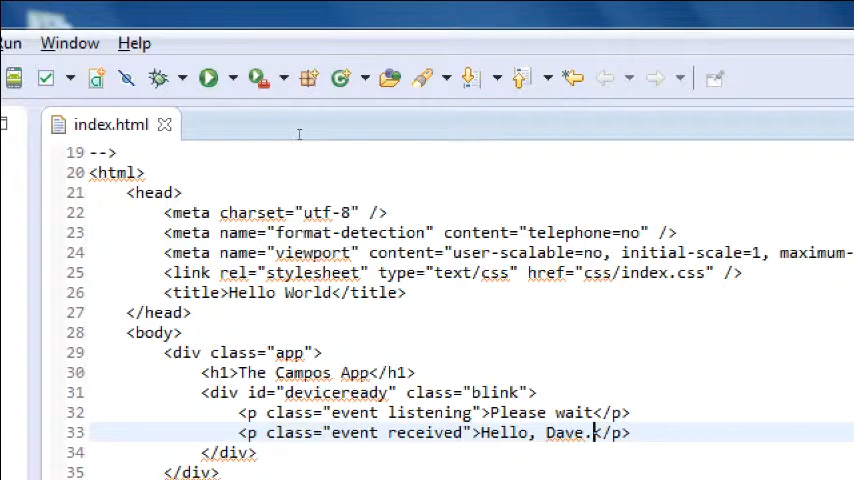 Run Window Help
index.html
19 -->
20 <html>
21 <head>
22 <meta charset="utf-8" />
23 <meta name="format-detection" content="telephone=no" />
24 <meta name="viewport" content="user-scalable=no, initial-scale=1, maximum-
25 <link rel="stylesheet" type="text/css" href="css/index.css" />
26 <title>Hello World</title>
27 </head>
28 <body>
29 <div class="app">
30 <h1>The Campos App</h1>
31 <div id="deviceready" class="blink">
32 <p class="event listening">Please wait</p>
33 <p class="event received">Hello, Dave.</p>
34 </div>
35 </div>